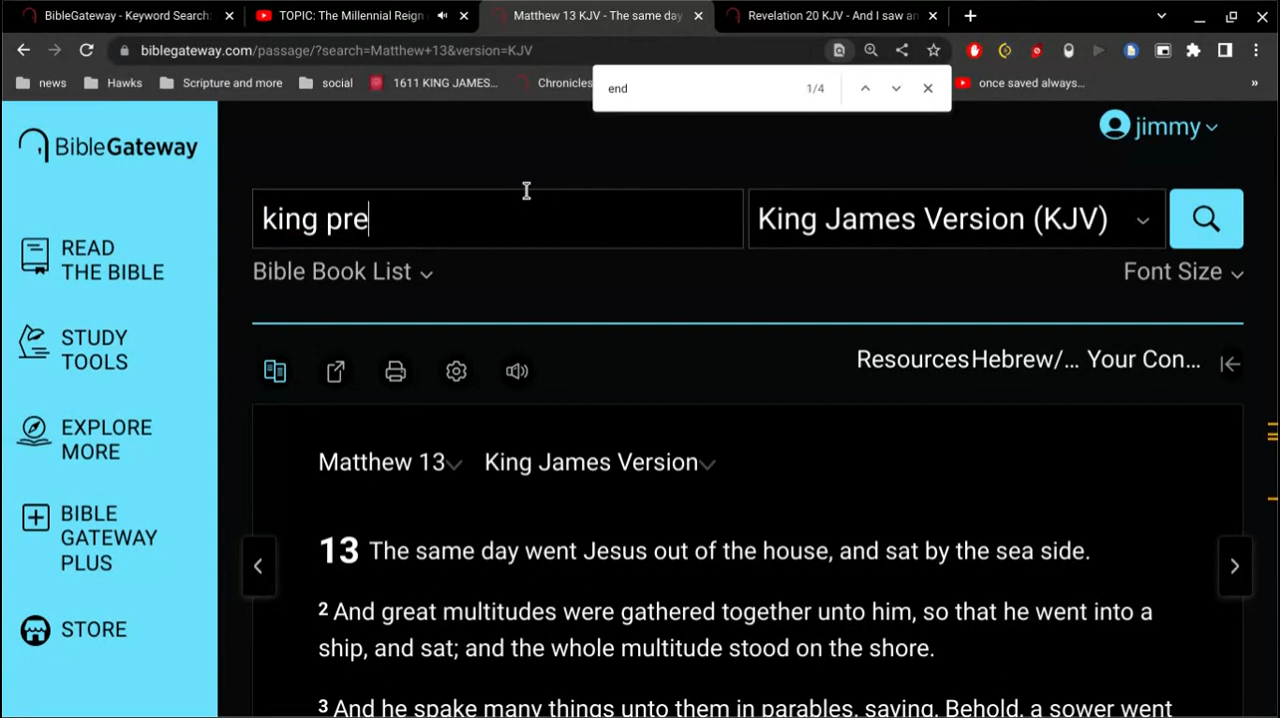 BibleGateway - Keyword Search:
TOPIC: The Millennial Reign
Matthew 13 KJV - The same day
Revelation 20 KJV - And I saw an
biblegateway.com/passage/?search=Matthew+13&version=KJV
news
Hawks
Scripture and more
social
1611 KING JAMES...
Chronicles
once saved always...
»
end
1/4
BibleGateway
jimmy
king pre
King James Version (KJV)
Bible Book List
Font Size
READ
THE BIBLE
STUDY
TOOLS
EXPLORE
MORE
BIBLE
GATEWAY
PLUS
STORE
Resources Hebrew/... Your Con...
Matthew 13 King James Version
13 The same day went Jesus out of the house, and sat by the sea side.
2 And great multitudes were gathered together unto him, so that he went into a
ship, and sat; and the whole multitude stood on the shore.
3 And he spake many things unto them in parables, saying, Behold, a sower went